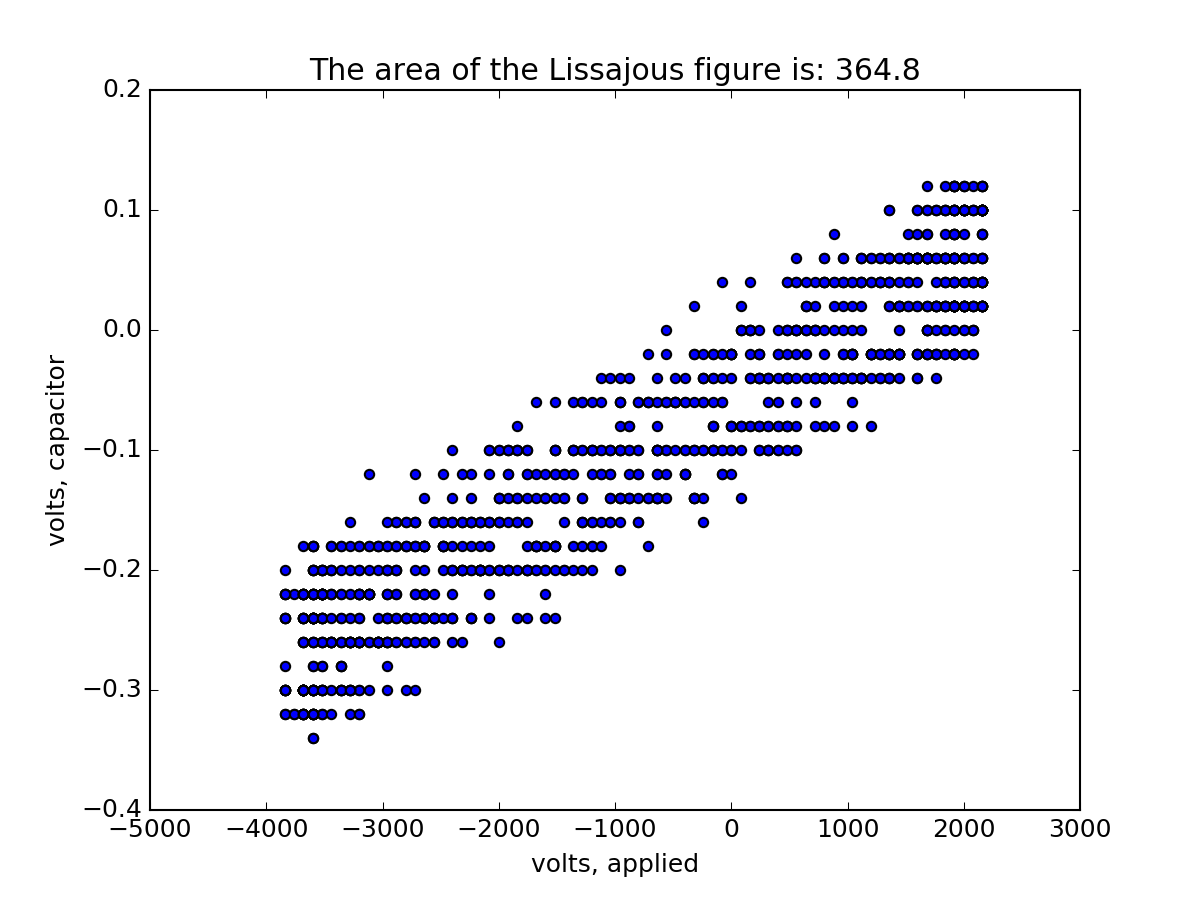 The area of the Lissajous figure is: 364.8
0.2
0.1
0.0
−0.1
−0.2
−0.3
−0.4
volts, capacitor
−5000 −4000 −3000 −2000 −1000 0 1000 2000 3000
volts, applied